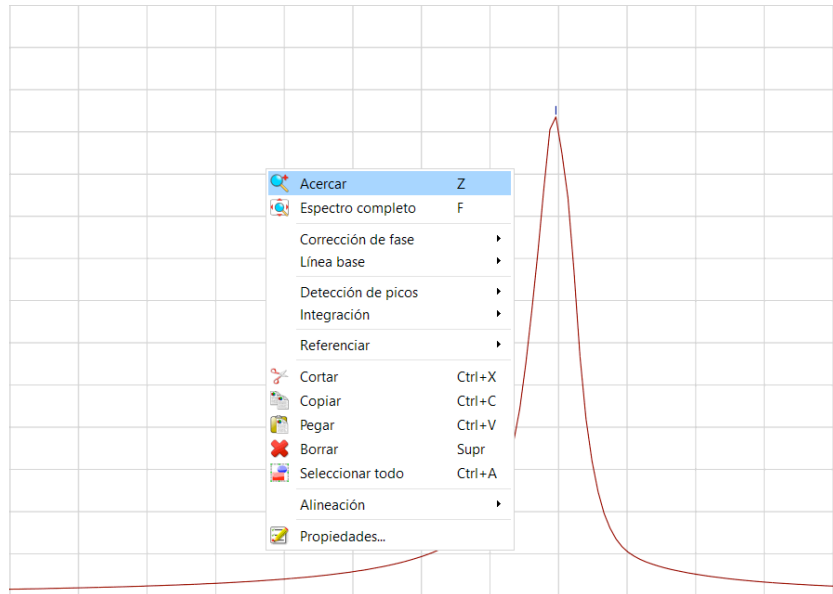 Acercar Z
Espectro completo F
Corrección de fase
Línea base
Detección de picos
Integración
Referenciar
Cortar Ctrl+X
Copiar Ctrl+C
Pegar Ctrl+V
Borrar Supr
Seleccionar todo Ctrl+A
Alineación
Propiedades...